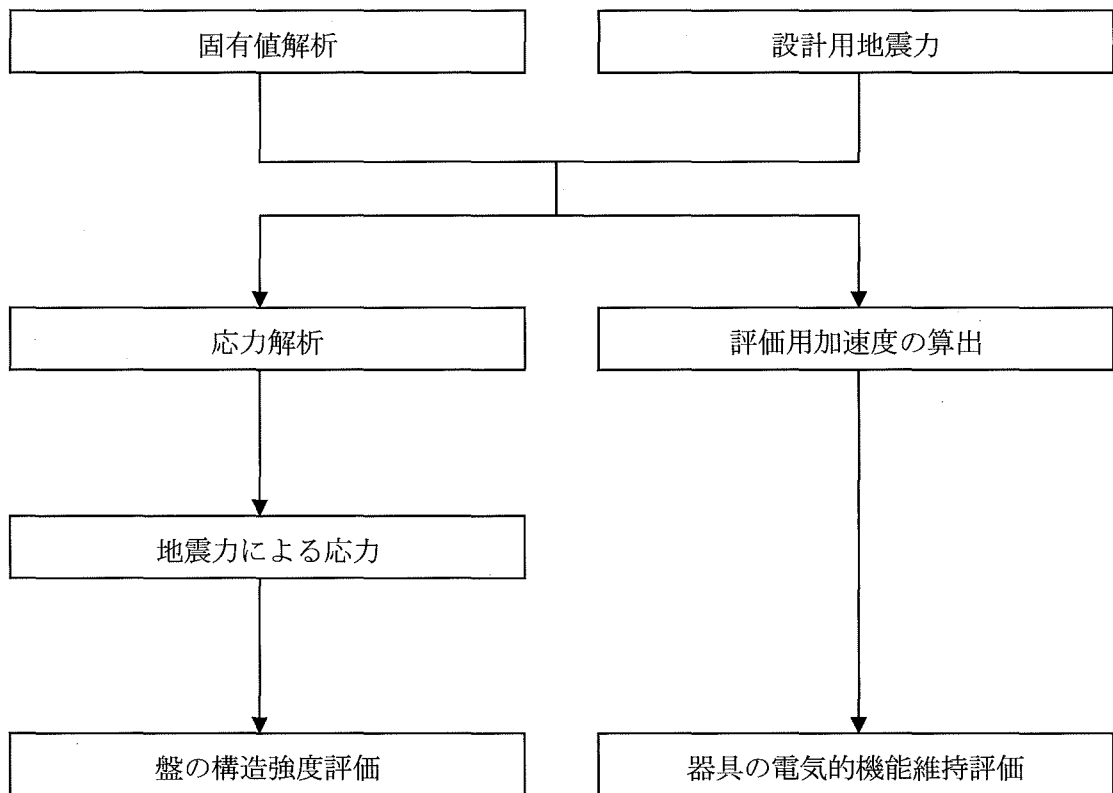 固有値解析
設計用地震力
応力解析
評価用加速度の算出
地震力による応力
盤の構造強度評価
器具の電気的機能維持評価